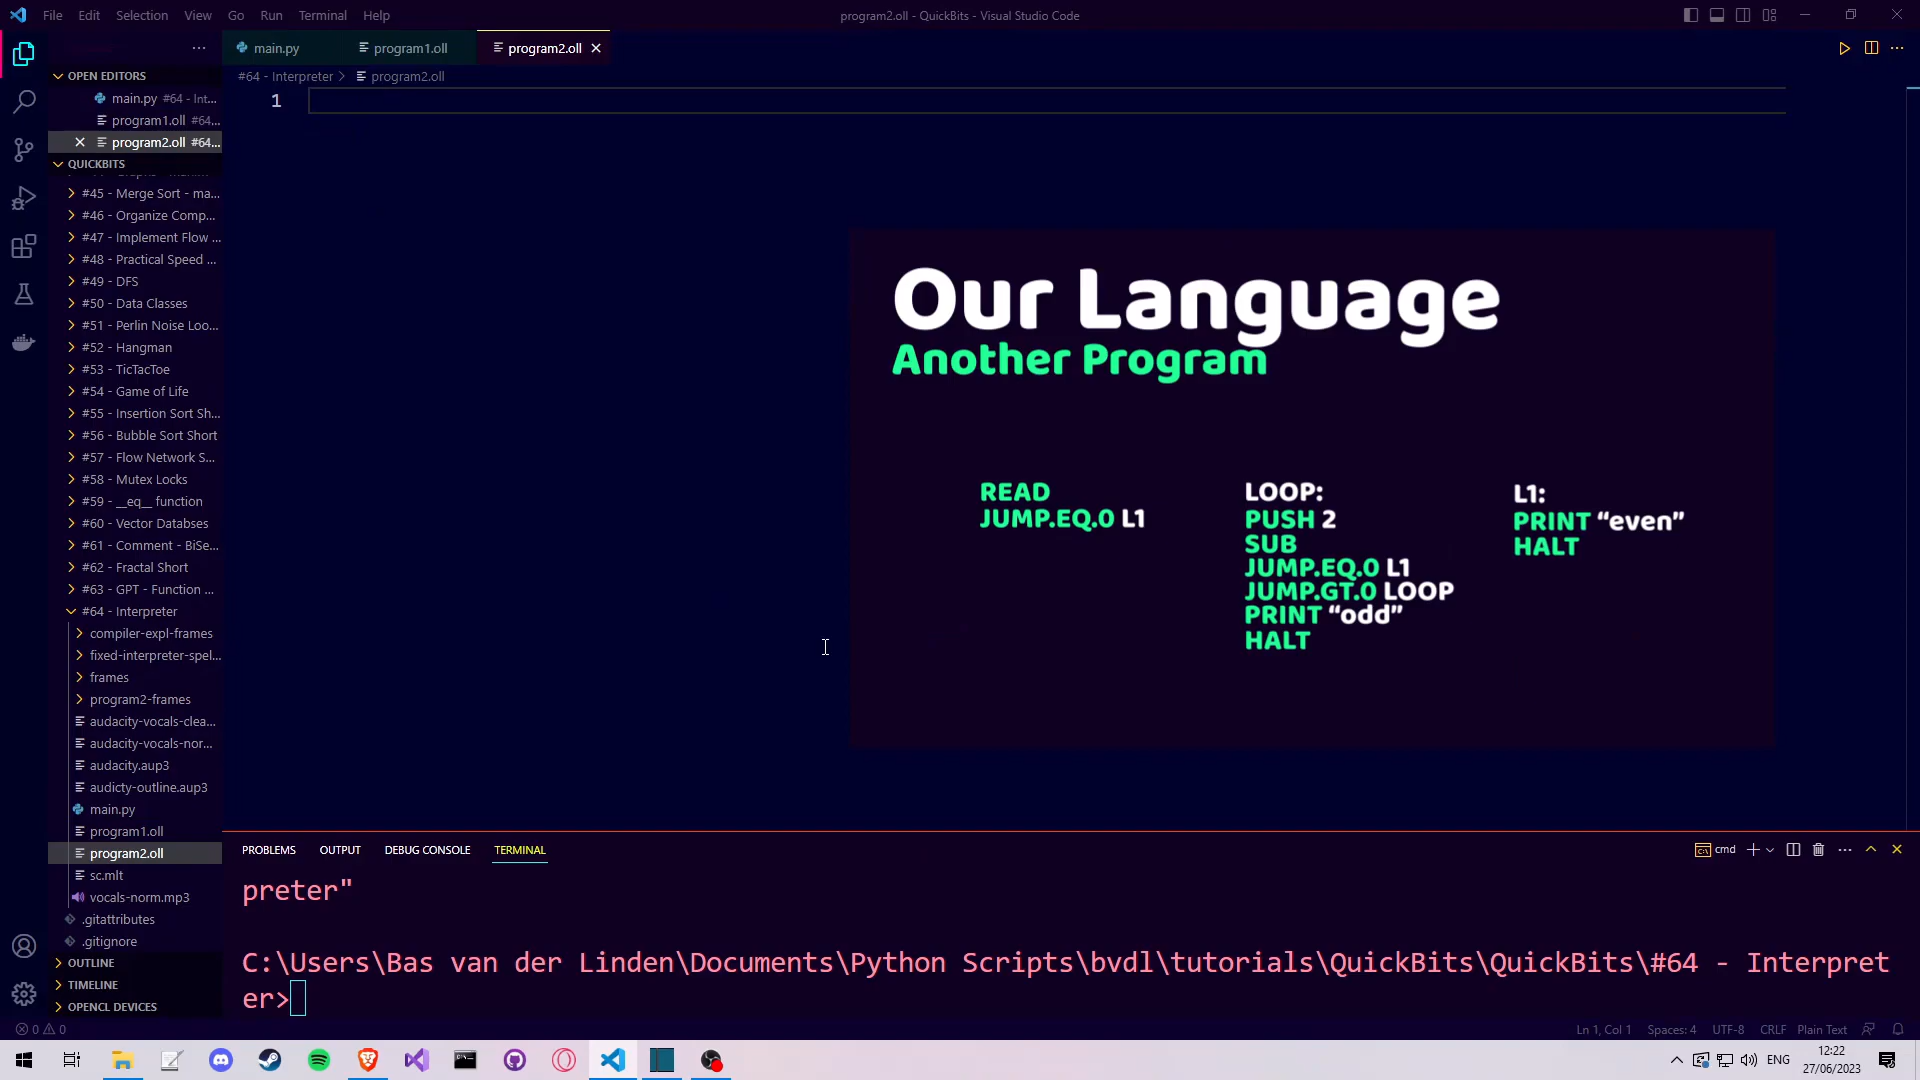 File Edit Selection View Go Run Terminal Help
program2.oll - QuickBits - Visual Studio Code
main.py
program1.oll
program2.oll
#64 - Interpreter > program2.oll
OPEN EDITORS
main.py #64 - Int...
program1.oll #64...
program2.oll #64...
QUICKBITS
#45 - Merge Sort - ma...
#46 - Organize Comp...
#47 - Implement Flow ...
#48 - Practical Speed ...
#49 - DFS
#50 - Data Classes
#51 - Perlin Noise Loo...
#52 - Hangman
#53 - TicTacToe
#54 - Game of Life
#55 - Insertion Sort Sh...
#56 - Bubble Sort Short
#57 - Flow Network S...
#58 - Mutex Locks
#59 - __eq__ function
#60 - Vector Databses
#61 - Comment - BiSe...
#62 - Fractal Short
#63 - GPT - Function ...
#64 - Interpreter
compiler-expl-frames
fixed-interpreter-spel...
frames
program2-frames
audacity-vocals-clea...
audacity-vocals-nor...
audacity.aup3
audicty-outline.aup3
main.py
program1.oll
program2.oll
sc.mlt
vocals-norm.mp3
.gitattributes
.gitignore
OUTLINE
TIMELINE
OPENCL DEVICES
1
Our Language
Another Program
READ
JUMP.EQ.0 L1
LOOP:
PUSH 2
SUB
JUMP.EQ.0 L1
JUMP.GT.0 LOOP
PRINT “odd”
HALT
L1:
PRINT “even”
HALT
PROBLEMS OUTPUT DEBUG CONSOLE TERMINAL
cmd
preter"
C:\Users\Bas van der Linden\Documents\Python Scripts\bvdl\tutorials\QuickBits\QuickBits\#64 - Interpret
er>
0 0
Ln 1, Col 1 Spaces: 4 UTF-8 CRLF Plain Text
ENG
12:22
27/06/2023